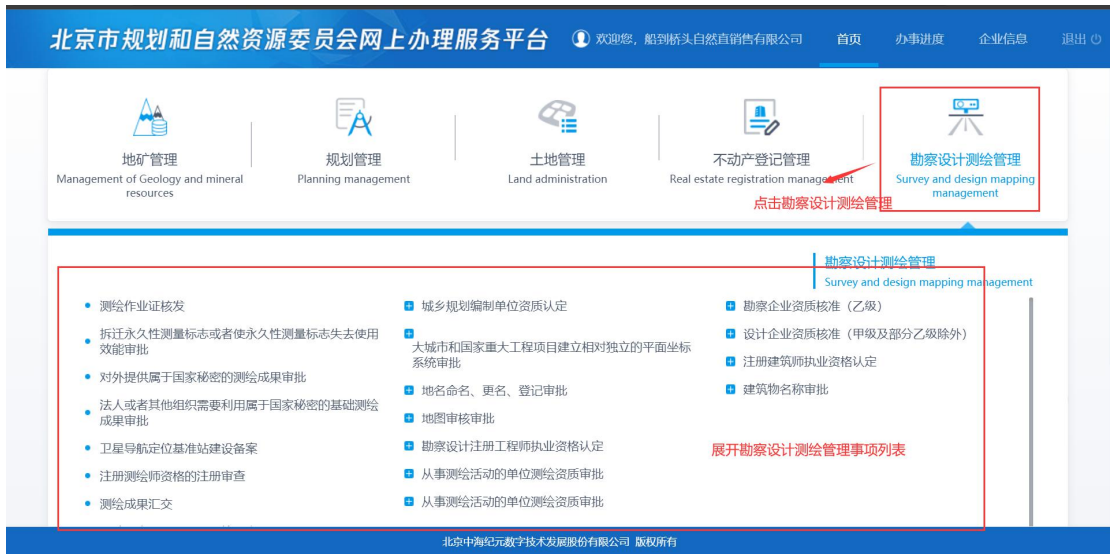 北京市规划和自然资源委员会网上办理服务平台
欢迎您，船到桥头自然直销售有限公司
首页
办事进度
企业信息
退出
地矿管理
Management of Geology and mineral
resources
规划管理
Planning management
土地管理
Land administration
不动产登记管理
Real estate registration management
勘察设计测绘管理
Survey and design mapping
management
点击勘察设计测绘管理
勘察设计测绘管理
Survey and design mapping management
测绘作业证核发
拆迁永久性测量标志或者使永久性测量标志失去使用
效能审批
对外提供属于国家秘密的测绘成果审批
法人或者其他组织需要利用属于国家秘密的基础测绘
成果审批
卫星导航定位基准站建设备案
注册测绘师资格的注册审查
测绘成果汇交
城乡规划编制单位资质认定
大城市和国家重大工程项目建立相对独立的平面坐标
系统审批
地名命名、更名、登记审批
地图审核审批
勘察设计注册工程师执业资格认定
从事测绘活动的单位测绘资质审批
从事测绘活动的单位测绘资质审批
勘察企业资质核准（乙级）
设计企业资质核准（甲级及部分乙级除外）
注册建筑师执业资格认定
建筑物名称审批
展开勘察设计测绘管理事项列表
北京中海纪元数字技术发展股份有限公司 版权所有